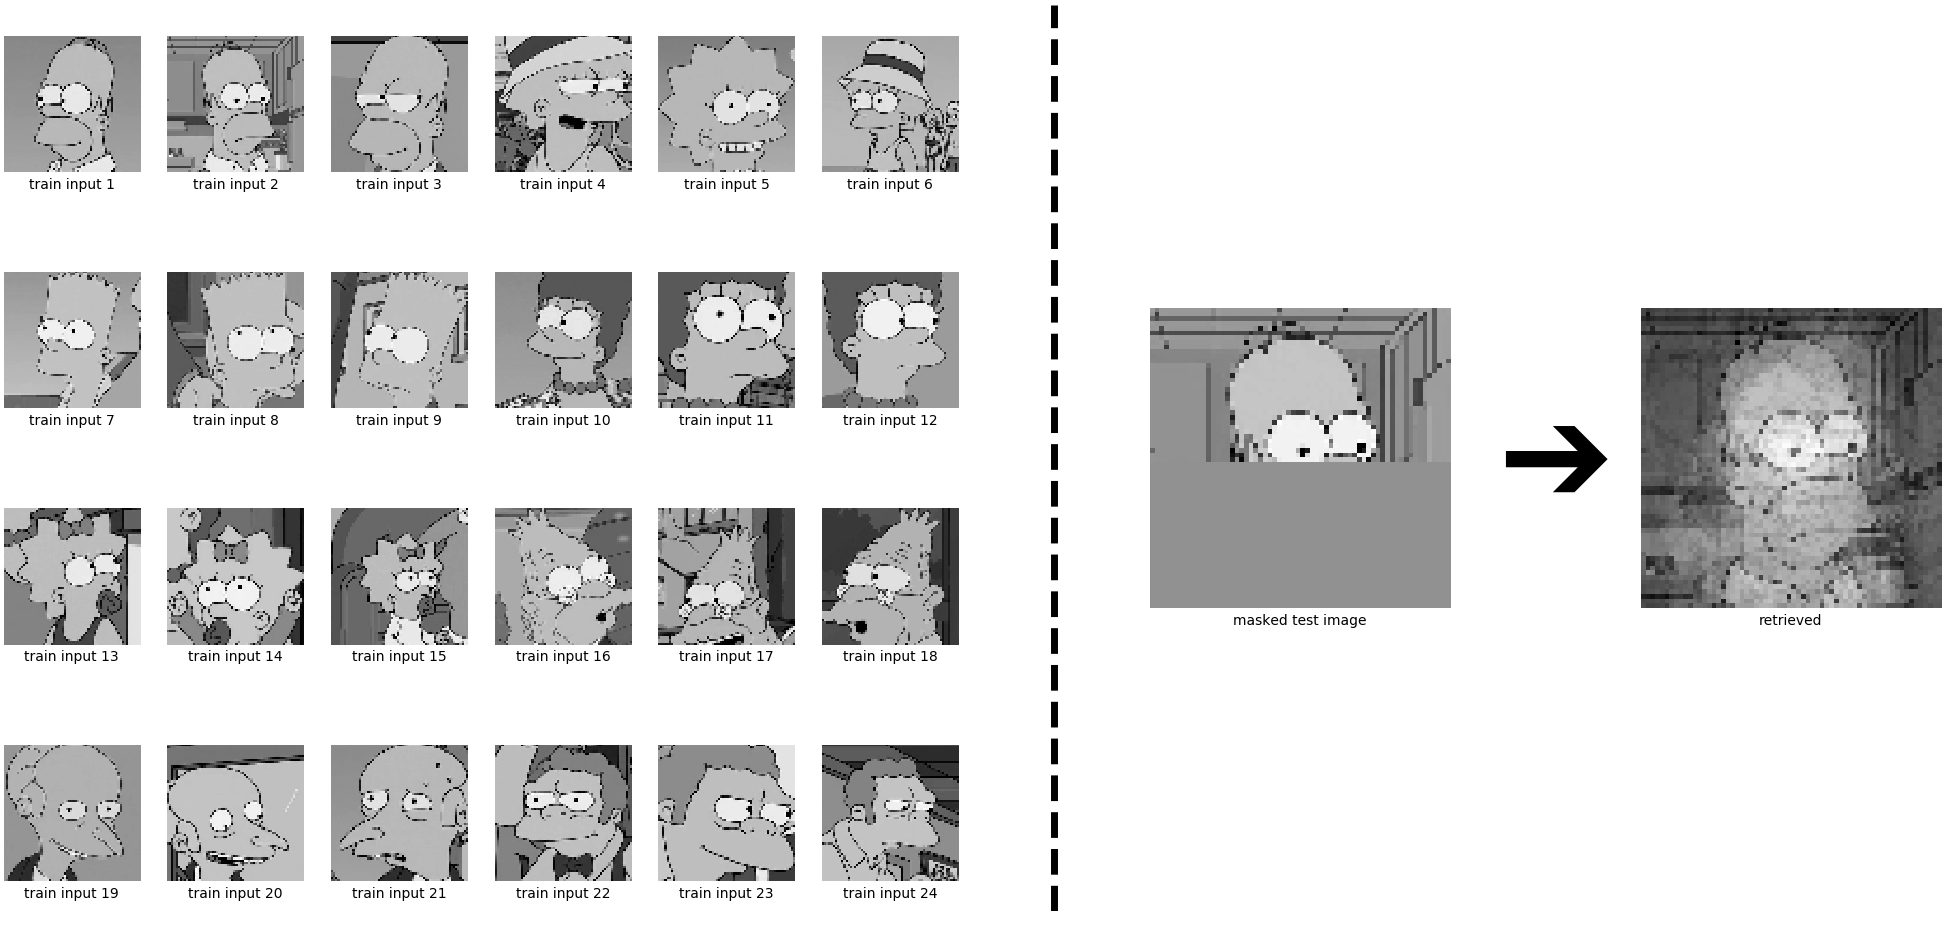 train input 1
train input 2
train input 3
train input 4
train input 5
train input 6
train input 7
train input 8
train input 9
train input 10
train input 11
train input 12
masked test image
retrieved
train input 13
train input 14
train input 15
train input 16
train input 17
train input 18
train input 19
train input 20
train input 21
train input 22
train input 23
train input 24